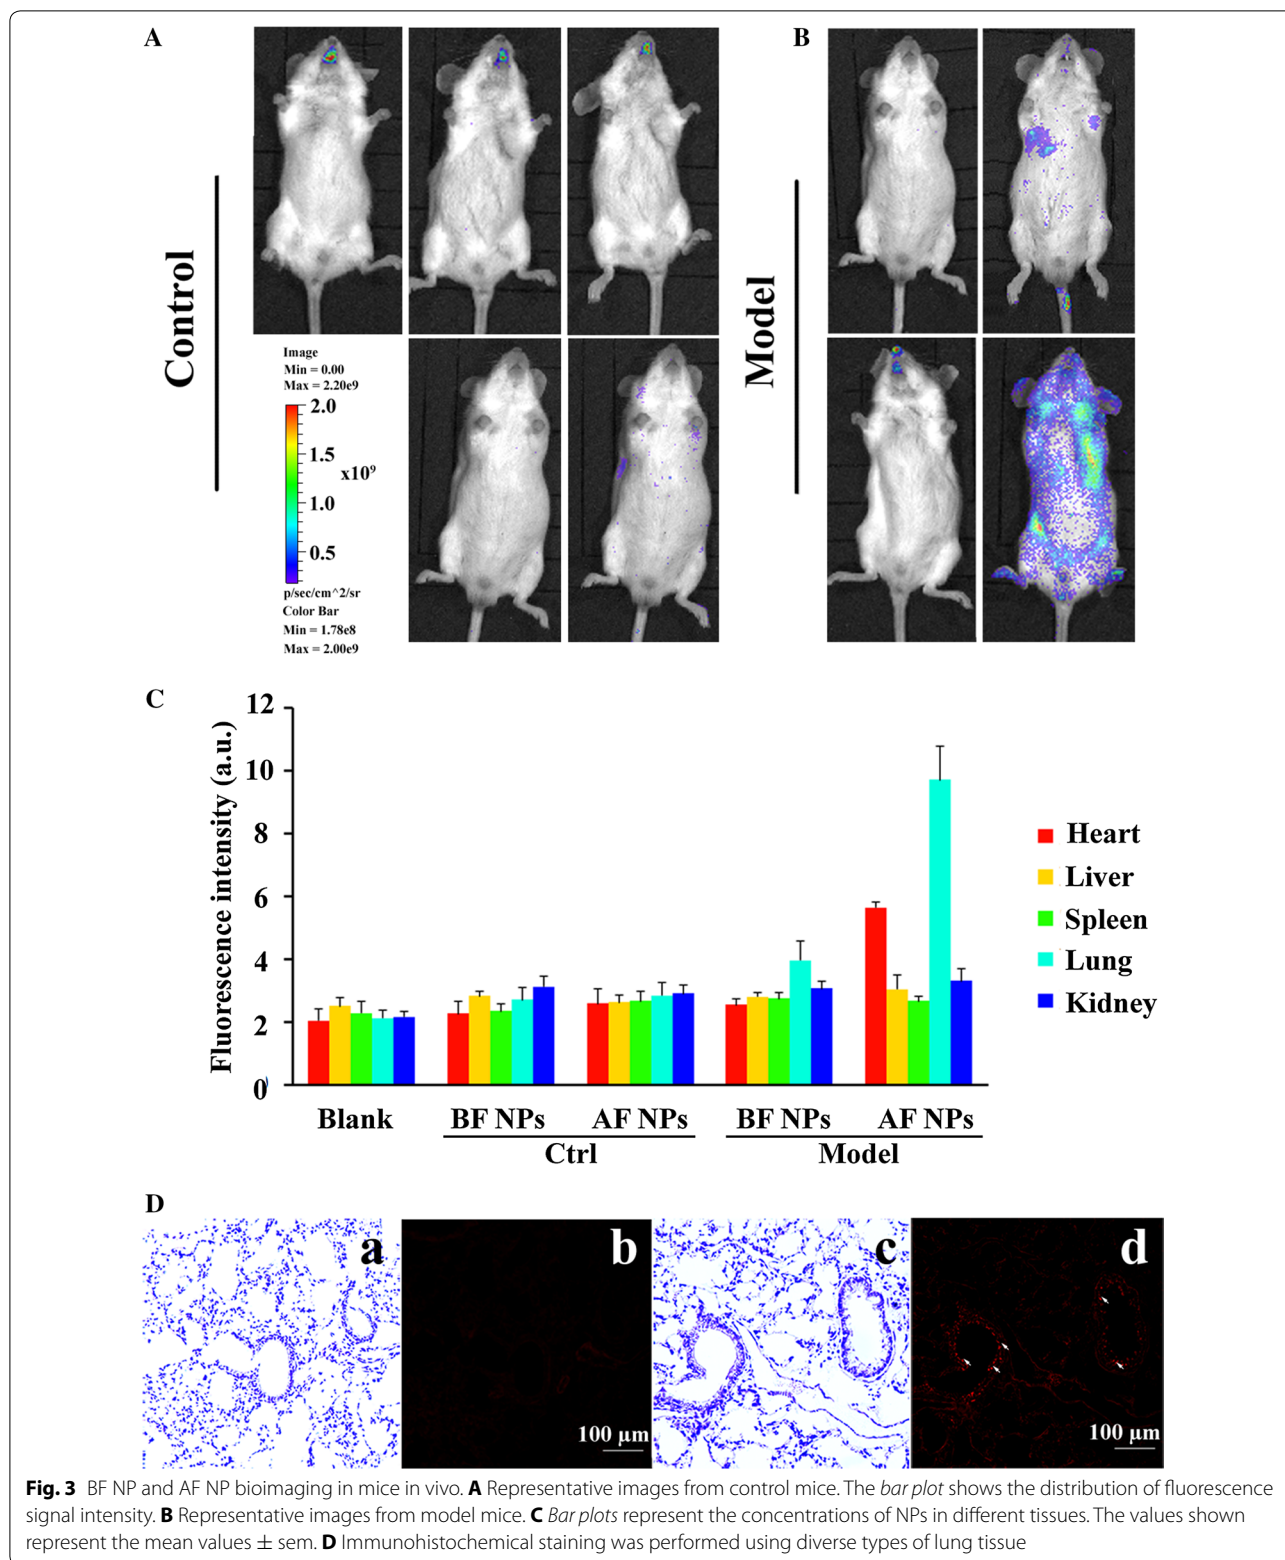 A
B
Control
Model
Image
Min = 0.00
Max = 2.20e9
2.0
1.5
x10⁹
1.0
0.5
p/sec/cm^2/sr
Color Bar
Min = 1.78e8
Max = 2.00e9
C
Fluorescence intensity (a.u.)
12
10
8
6
4
2
0
Heart
Liver
Spleen
Lung
Kidney
Blank
BF NPs
AF NPs
BF NPs
AF NPs
Ctrl
Model
D
a
b
c
d
100 µm
100 µm
Fig. 3 BF NP and AF NP bioimaging in mice in vivo. A Representative images from control mice. The bar plot shows the distribution of fluorescence
signal intensity. B Representative images from model mice. C Bar plots represent the concentrations of NPs in different tissues. The values shown
represent the mean values ± sem. D Immunohistochemical staining was performed using diverse types of lung tissue